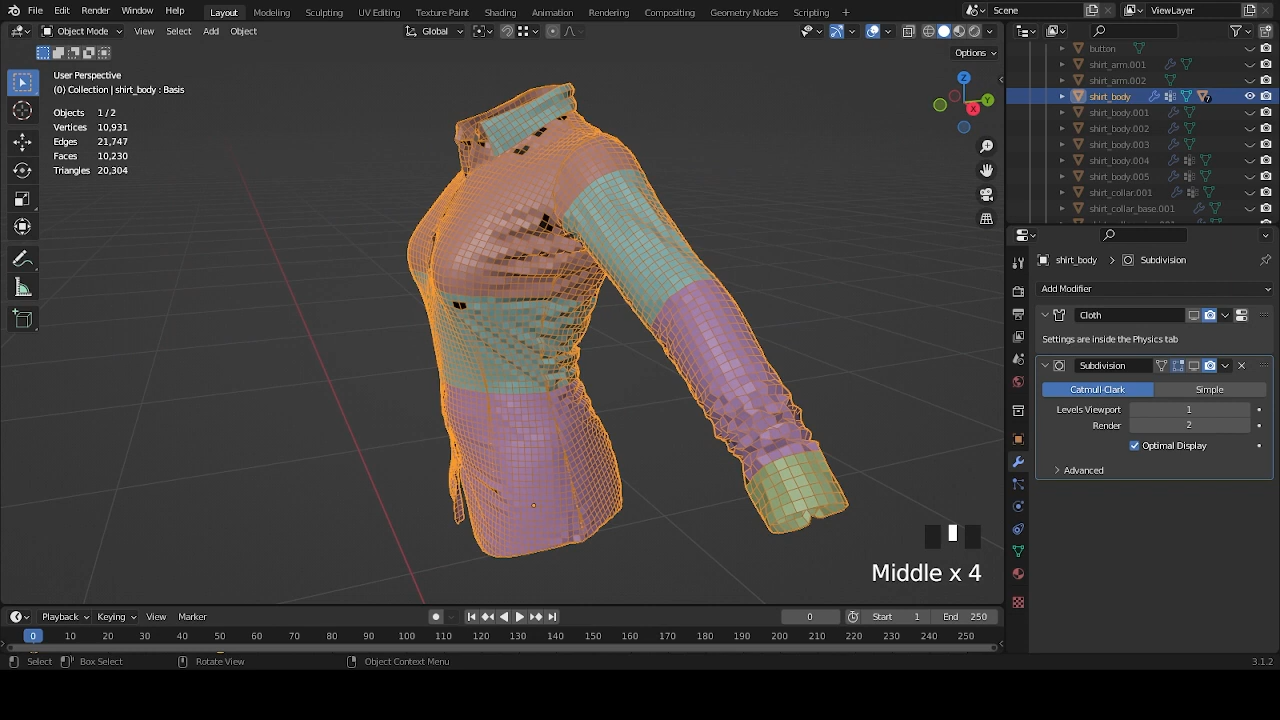 File Edit Render Window Help Layout Modeling Sculpting UV Editing Texture Paint Shading Animation Rendering Compositing Geometry Nodes Scripting + Scene ViewLayer
Object Mode View Select Add Object Global
Options
User Perspective
(0) Collection | shirt_body : Basis
Objects 1/2
Vertices 10,931
Edges 21,747
Faces 10,230
Triangles 20,304
Z
Y
X
button
shirt_arm.001
shirt_arm.002
shirt_body
7
shirt_body.001
shirt_body.002
shirt_body.003
shirt_body.004
shirt_body.005
shirt_collar.001
shirt_collar_base.001
shirt_body > Subdivision
Add Modifier
Cloth
Settings are inside the Physics tab
Subdivision
Catmull-Clark Simple
Levels Viewport 1
Render 2
Optimal Display
Advanced
Middle x 4
Playback Keying View Marker 0 Start 1 End 250
0 10 20 30 40 50 60 70 80 90 100 110 120 130 140 150 160 170 180 190 200 210 220 230 240 250
Select Box Select Rotate View Object Context Menu 3.1.2